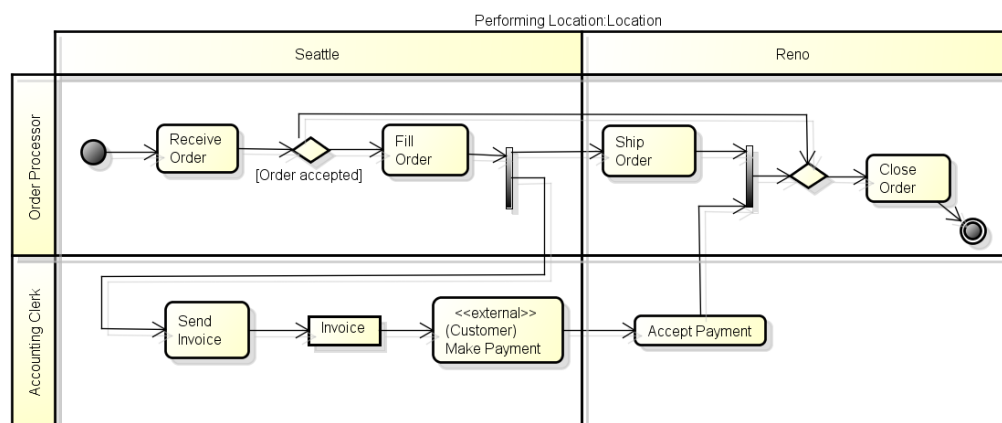 Performing Location:Location
Seattle
Reno
Order Processor
Receive
Order
[Order accepted]
Fill
Order
Ship
Order
Close
Order
Accounting Clerk
Send
Invoice
Invoice
<<external>>
(Customer)
Make Payment
Accept Payment